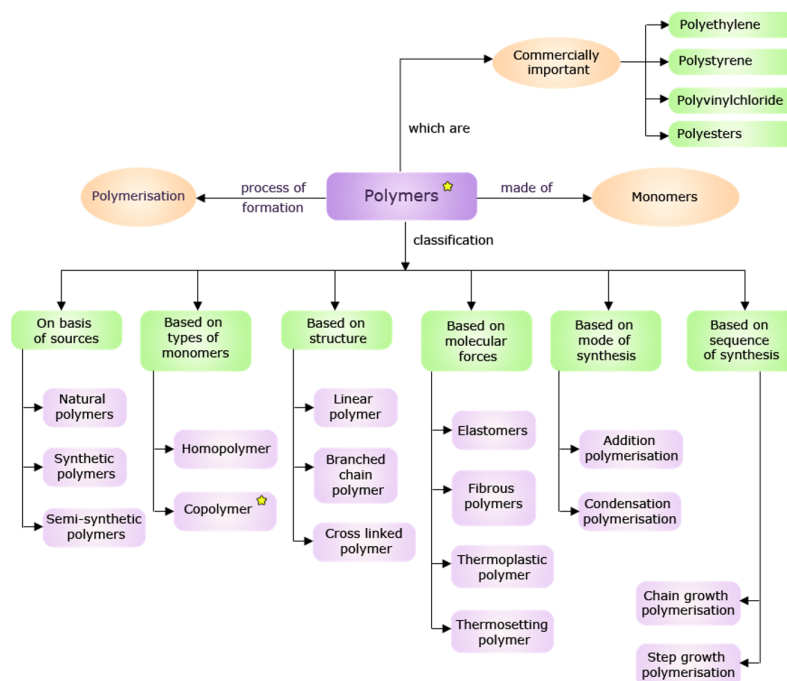 Polyethylene
Commercially
important
Polystyrene
Polyvinylchloride
Polyesters
which are
Polymerisation
process of
formation
Polymers
made of
Monomers
classification
On basis
of sources
Natural
polymers
Synthetic
polymers
Semi-synthetic
polymers
Based on
types of
monomers
Homopolymer
Copolymer
Based on
structure
Linear
polymer
Branched
chain
polymer
Cross linked
polymer
Based on
molecular
forces
Elastomers
Fibrous
polymers
Thermoplastic
polymer
Thermosetting
polymer
Based on
mode of
synthesis
Addition
polymerisation
Condensation
polymerisation
Based on
sequence
of synthesis
Chain growth
polymerisation
Step growth
polymerisation